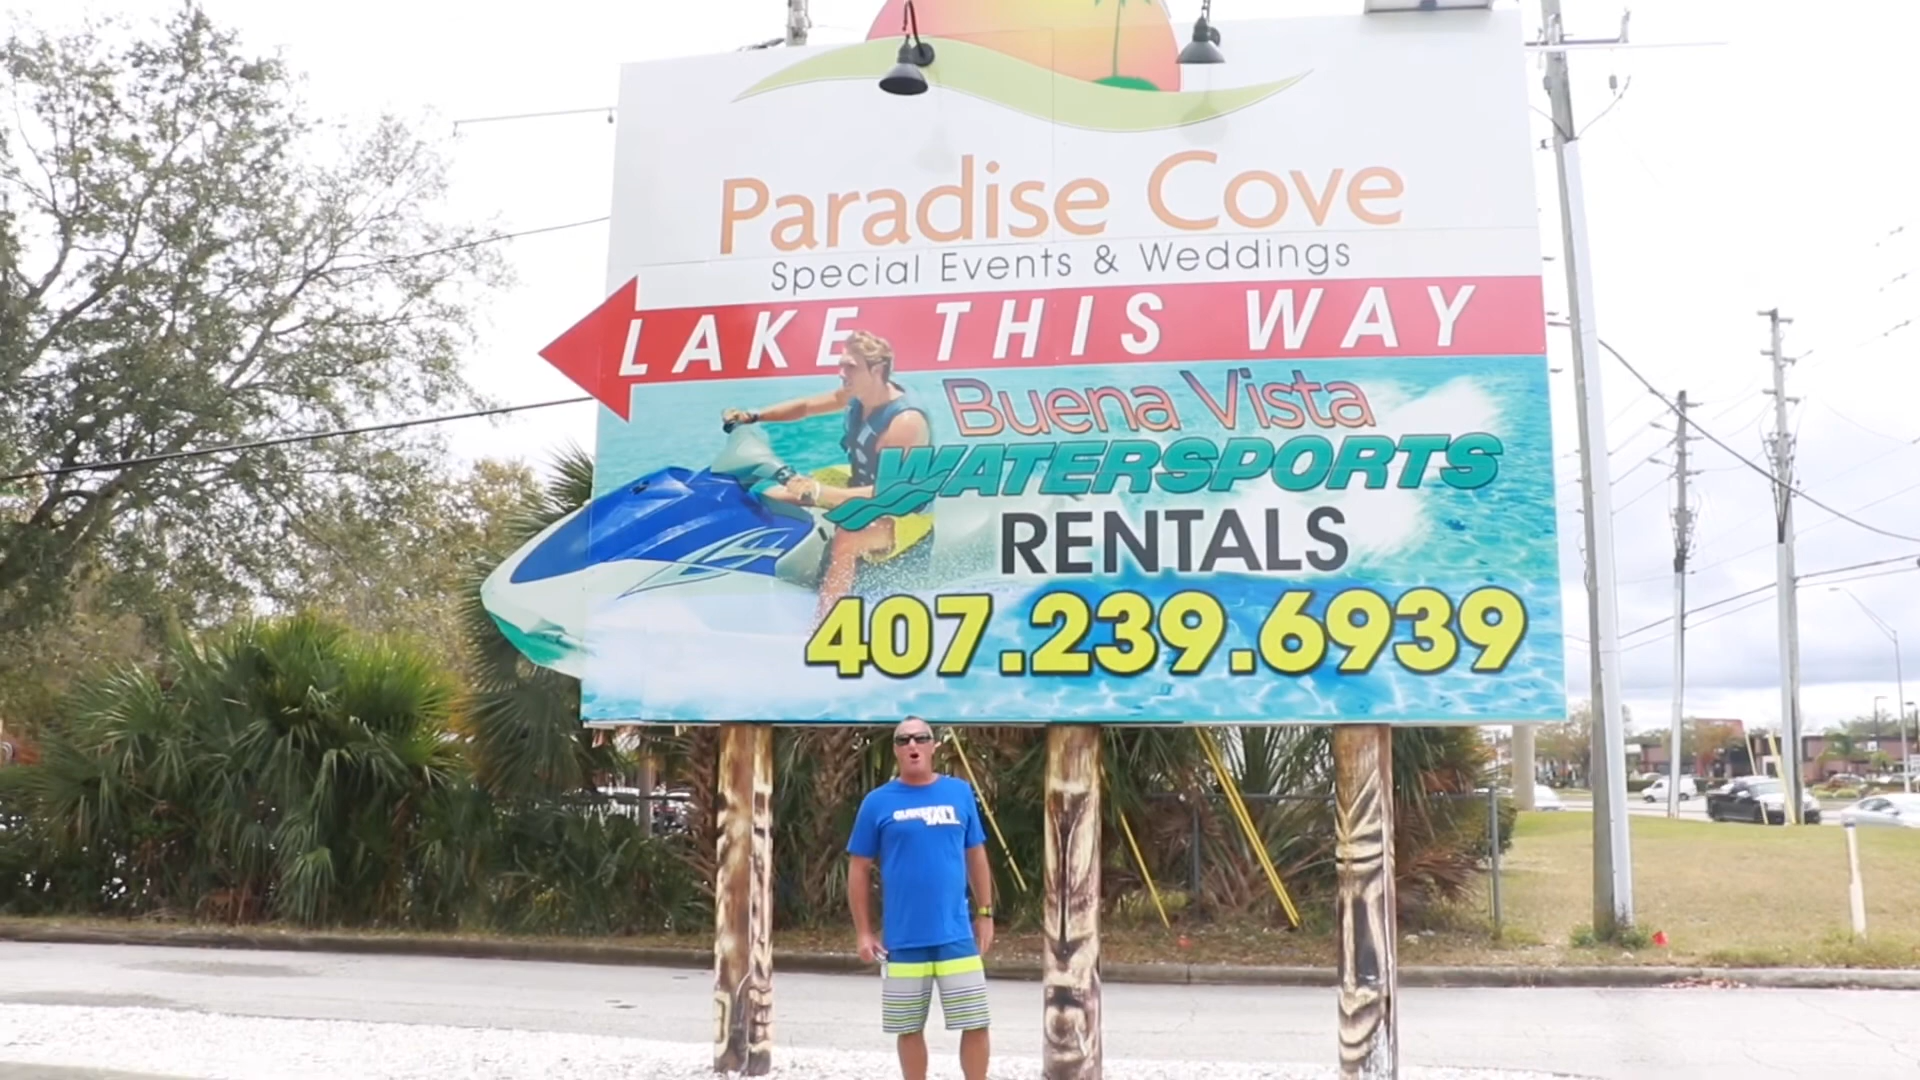 Paradise Cove
Special Events & Weddings
LAKE THIS WAY
Buena Vista
WATERSPORTS
RENTALS
407.239.6939